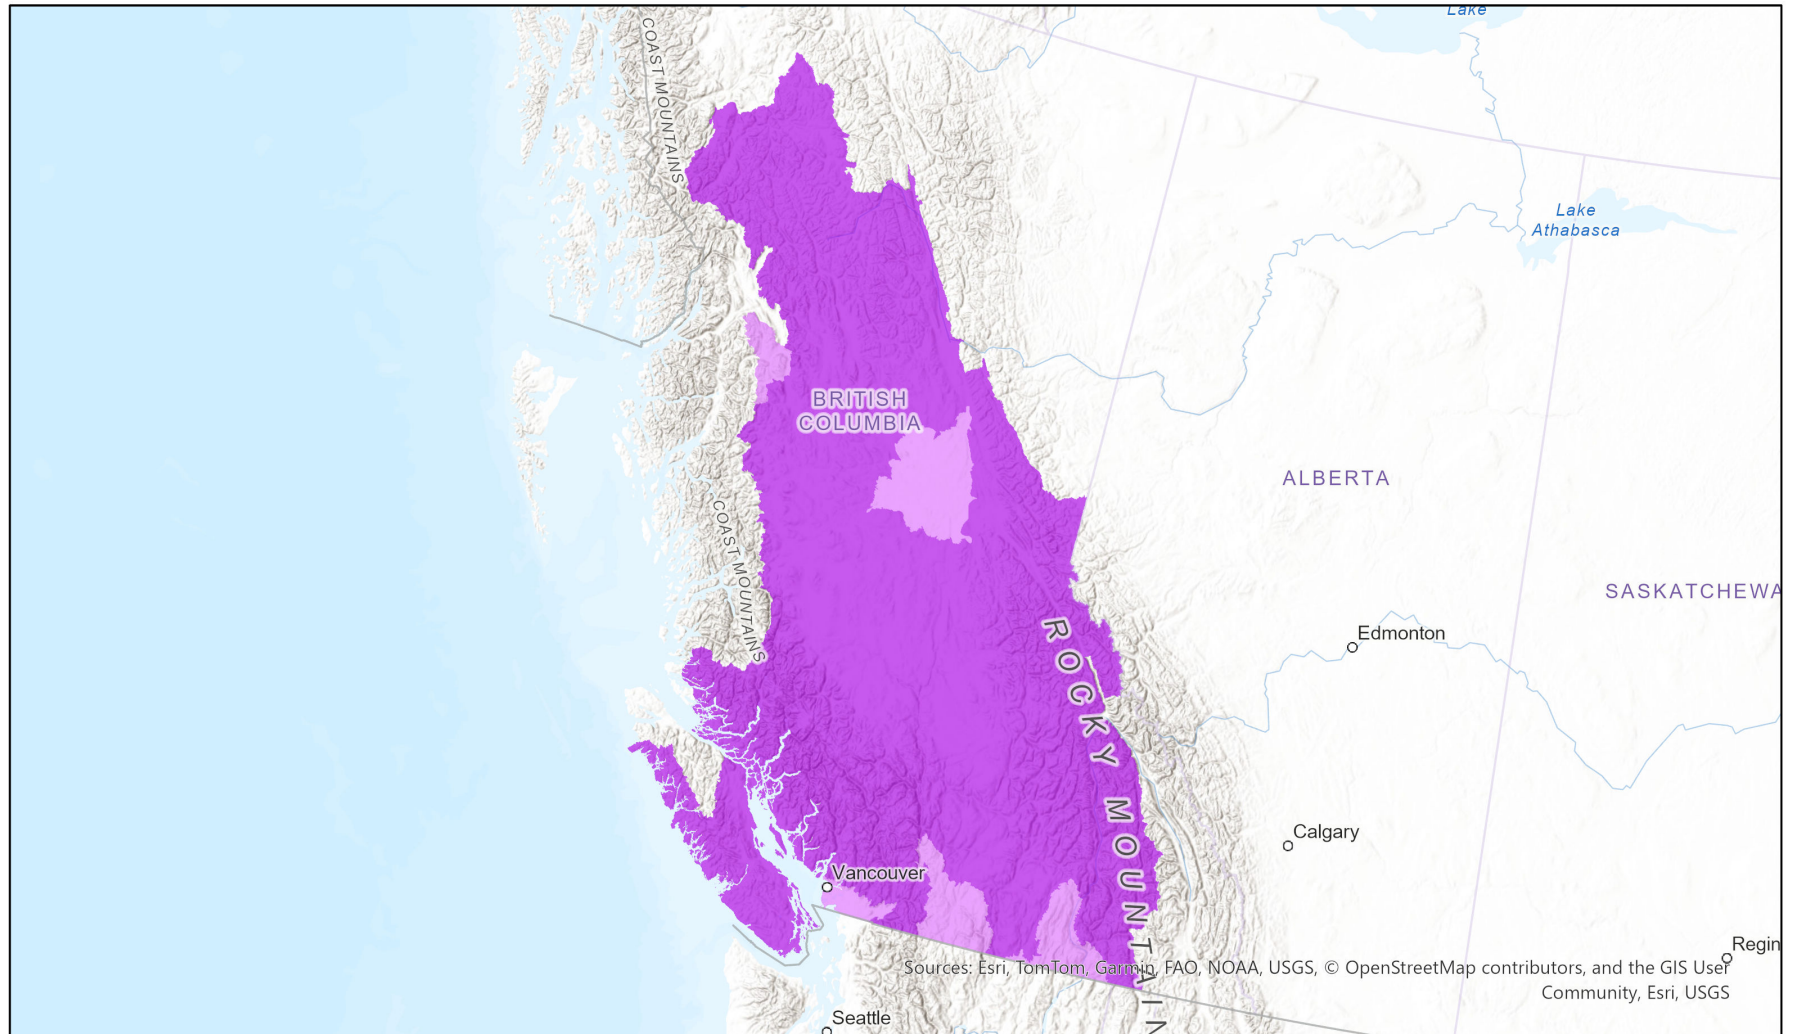 Lake
COAST MOUNTAINS
Lake
Athabasca
BRITISH
COLUMBIA
ALBERTA
COAST MOUNTAINS
SASKATCHEWA
Edmonton
ROCKY MOUNTAIN
Calgary
Vancouver
Regin
Sources: Esri, TomTom, Garmin, FAO, NOAA, USGS, © OpenStreetMap contributors, and the GIS User
Community, Esri, USGS
Seattle